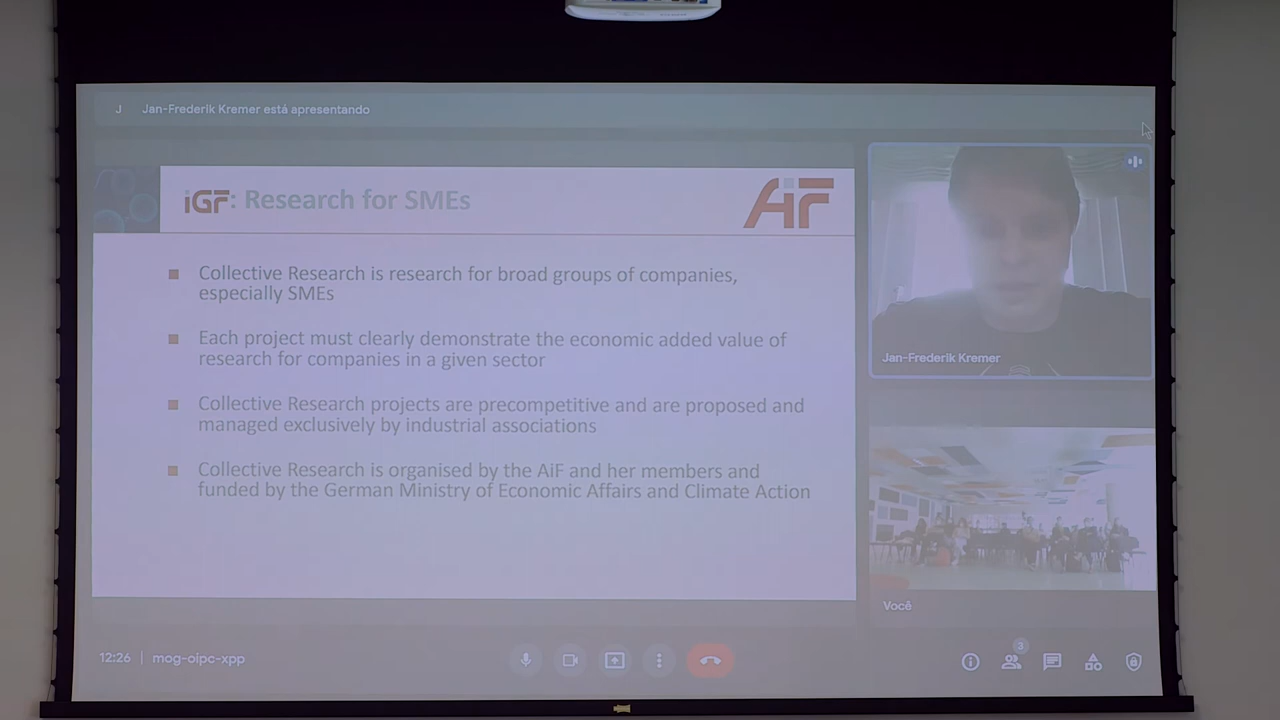 J Jan-Frederik Kremer está apresentando
iGF: Research for SMEs
AiF
Collective Research is research for broad groups of companies,
especially SMEs
Each project must clearly demonstrate the economic added value of
research for companies in a given sector
Collective Research projects are precompetitive and are proposed and
managed exclusively by industrial associations
Collective Research is organised by the AiF and her members and
funded by the German Ministry of Economic Affairs and Climate Action
Jan-Frederik Kremer
Você
12:26 | mog-oipc-xpp
3